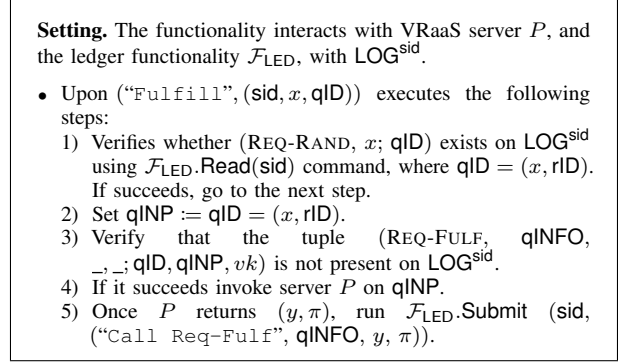 Setting. The functionality interacts with VRaaS server P, and
the ledger functionality F_LED, with LOG^sid.
• Upon (“Fulfill”, (sid, x, qID)) executes the following
steps:
1) Verifies whether (REQ-RAND, x; qID) exists on LOG^sid
using F_LED.Read(sid) command, where qID = (x, rID).
If succeeds, go to the next step.
2) Set qINP := qID = (x, rID).
3) Verify that the tuple (REQ-FULF, qINFO,
_, _; qID, qINP, vk) is not present on LOG^sid.
4) If it succeeds invoke server P on qINP.
5) Once P returns (y, π), run F_LED.Submit (sid,
(“Call Req-Fulf”, qINFO, y, π)).